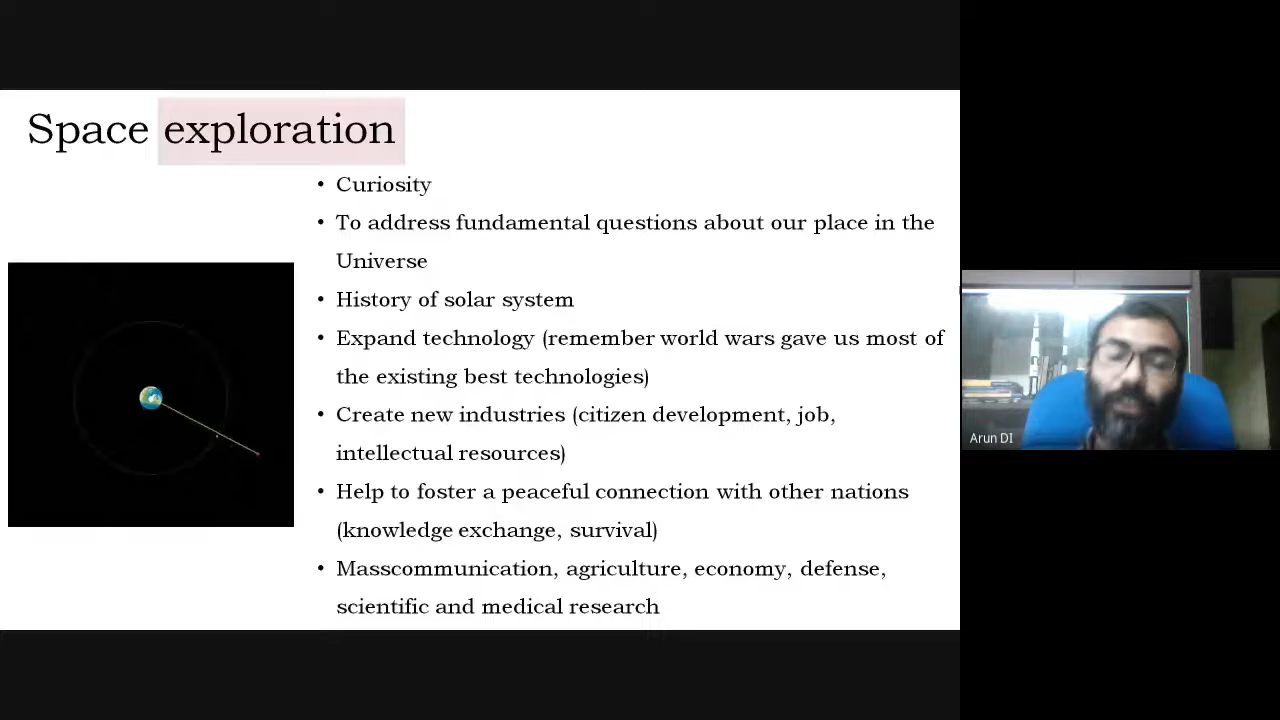 Space exploration
• Curiosity
• To address fundamental questions about our place in the
Universe
• History of solar system
• Expand technology (remember world wars gave us most of
the existing best technologies)
• Create new industries (citizen development, job,
intellectual resources)
• Help to foster a peaceful connection with other nations
(knowledge exchange, survival)
• Masscommunication, agriculture, economy, defense,
scientific and medical research
Arun DI